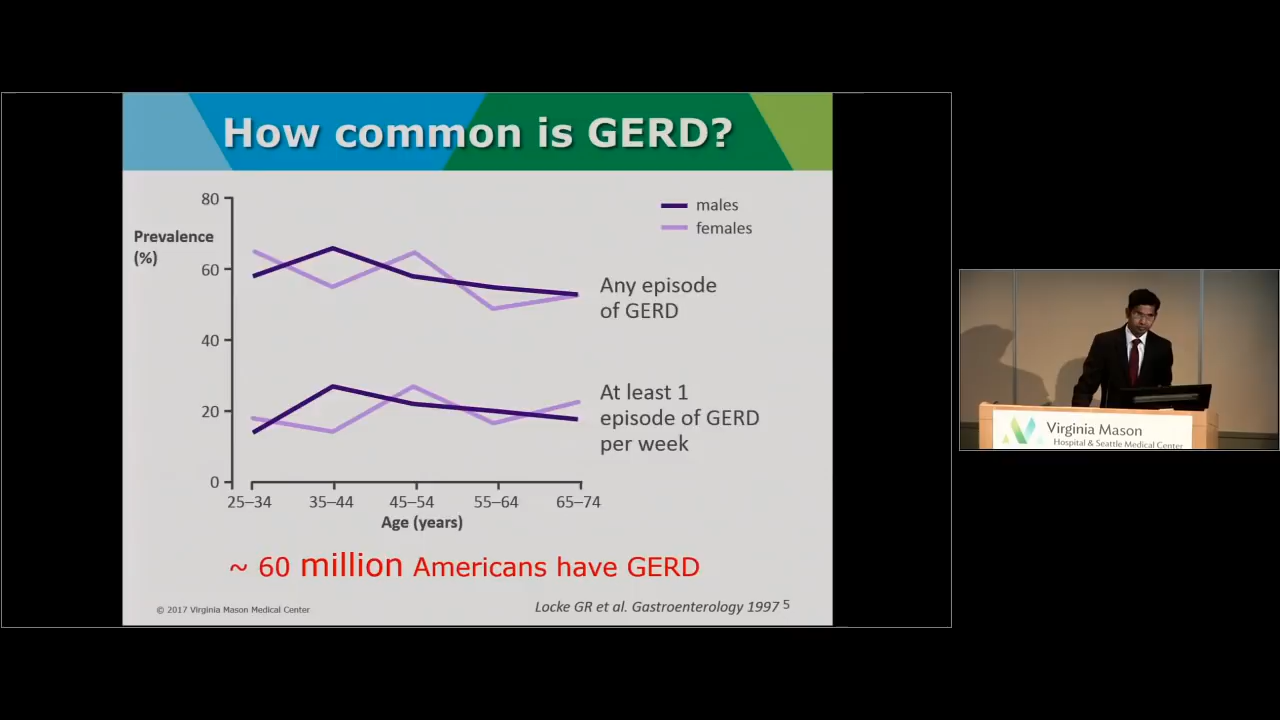 How common is GERD?
80
Prevalence
(%)
60
40
20
0
males
females
Any episode
of GERD
At least 1
episode of GERD
per week
25–34 35–44 45–54 55–64 65–74
Age (years)
~ 60 million Americans have GERD
© 2017 Virginia Mason Medical Center
Locke GR et al. Gastroenterology 1997 5
Virginia Mason
Hospital & Seattle Medical Center